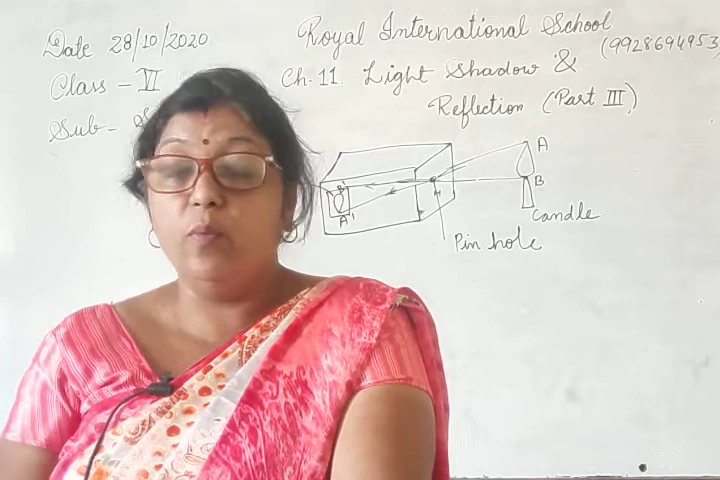 Date 28/10/2020
Royal International School
(9928694953)
Class - VI
Ch. 11. Light Shadow &
Reflection (Part III)
Sub - S
A
B
Candle
Pin hole
B'
A'